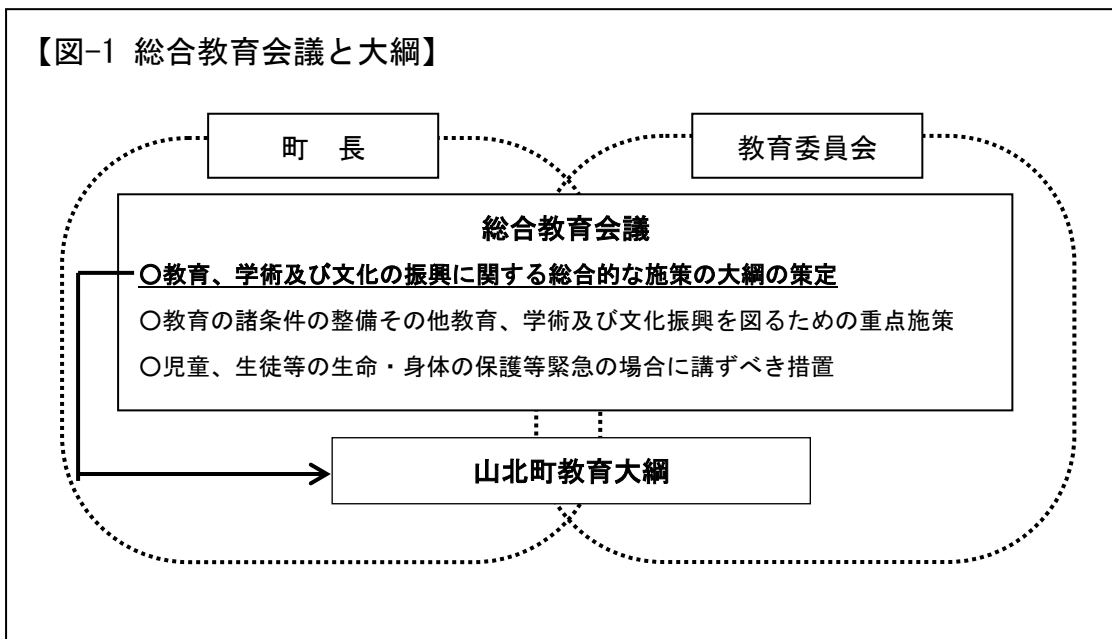 【図-1 総合教育会議と大綱】
町 長
教育委員会
総合教育会議
○教育、学術及び文化の振興に関する総合的な施策の大綱の策定
○教育の諸条件の整備その他教育、学術及び文化振興を図るための重点施策
○児童、生徒等の生命・身体の保護等緊急の場合に講ずべき措置
山北町教育大綱